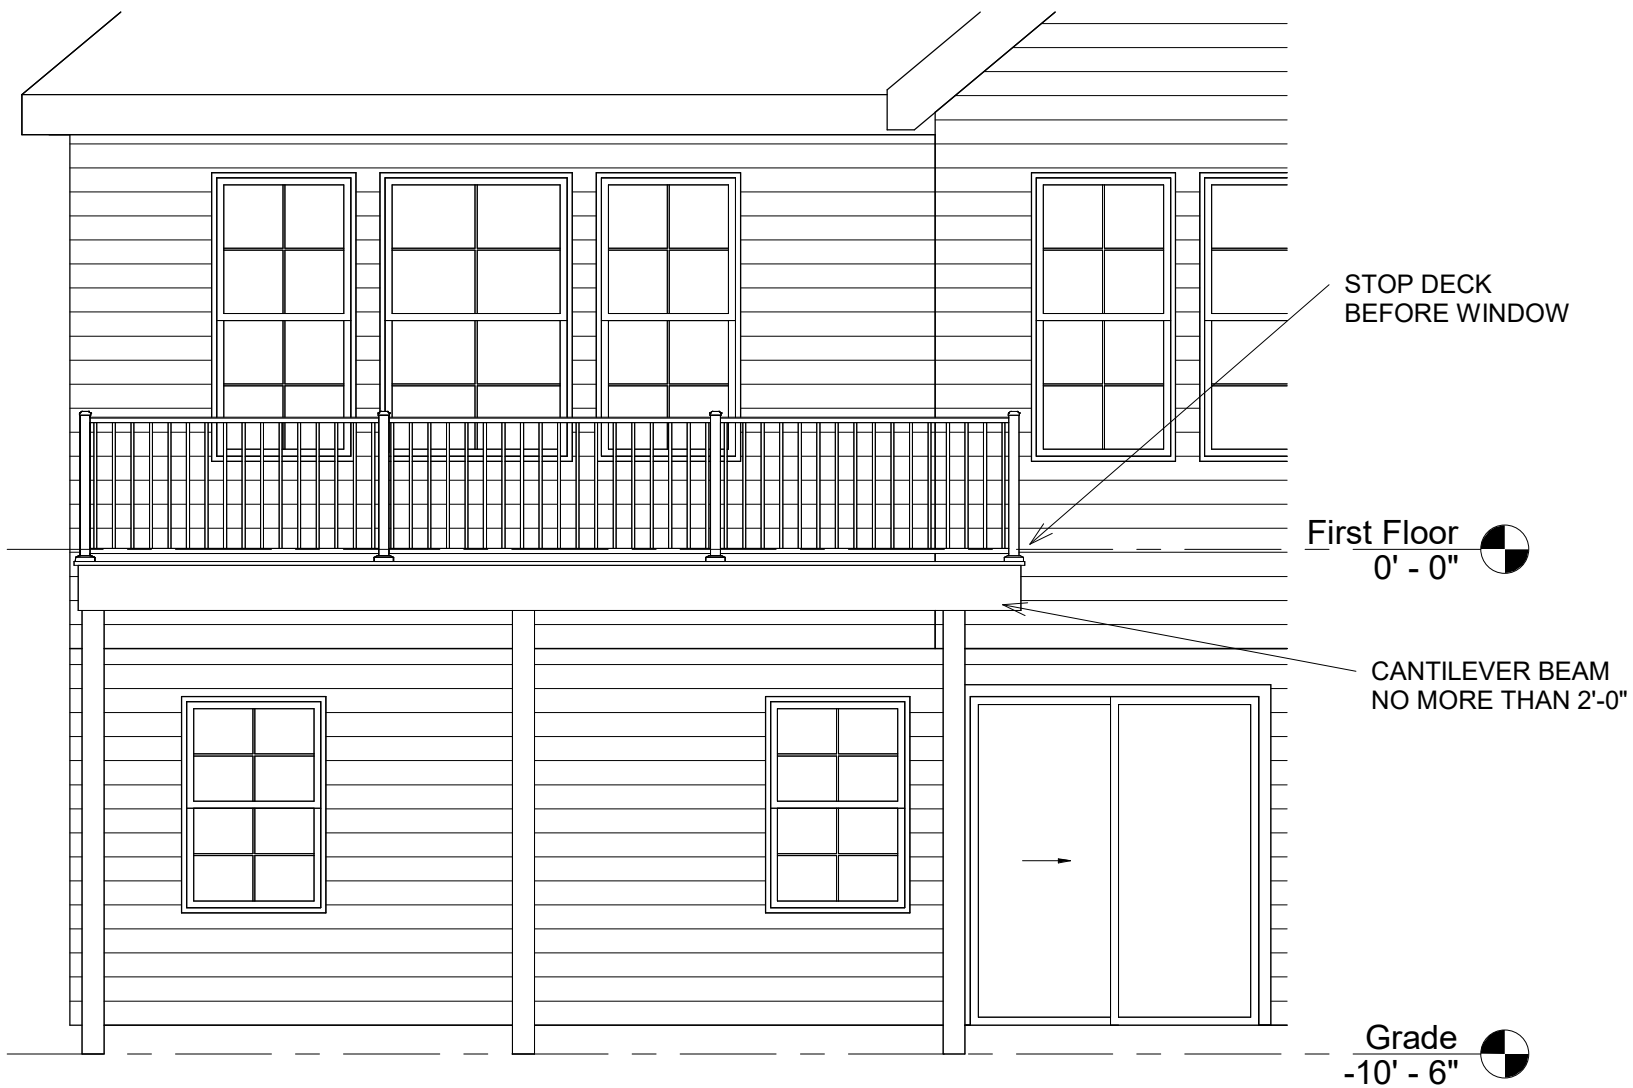 STOP DECK
BEFORE WINDOW
First Floor
0' - 0"
CANTILEVER BEAM
NO MORE THAN 2'-0"
Grade
-10' - 6"